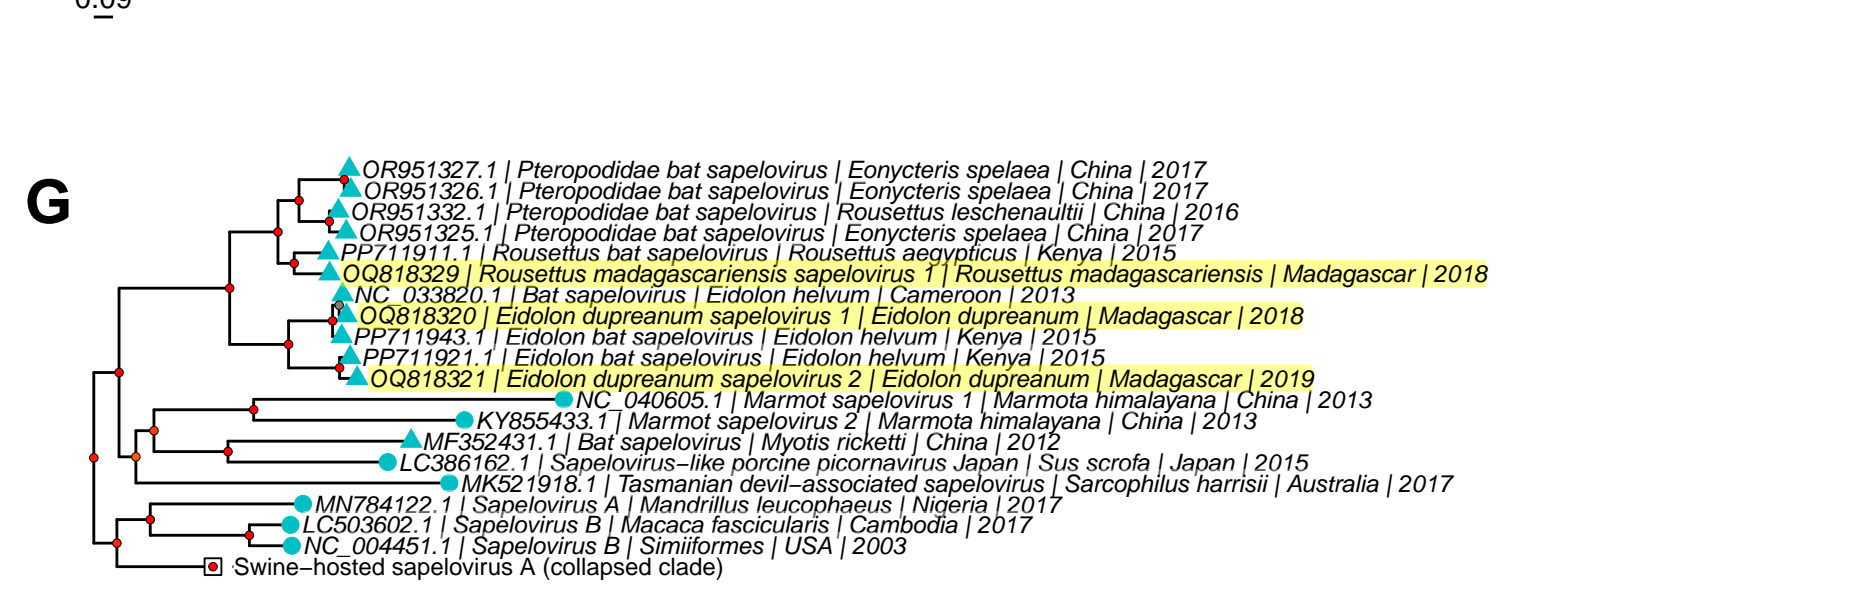 0.09
G
OR951327.1 | Pteropodidae bat sapelovirus | Eonycteris spelaea | China | 2017
OR951326.1 | Pteropodidae bat sapelovirus | Eonycteris spelaea | China | 2017
OR951332.1 | Pteropodidae bat sapelovirus | Rousettus leschenaultii | China | 2016
OR951325.1 | Pteropodidae bat sapelovirus | Eonycteris spelaea | China | 2017
PP711911.1 | Rousettus bat sapelovirus | Rousettus aegypticus | Kenya | 2015
OQ818329 | Rousettus madagascariensis sapelovirus 1 | Rousettus madagascariensis | Madagascar | 2018
NC_033820.1 | Bat sapelovirus | Eidolon helvum | Cameroon | 2013
OQ818320 | Eidolon dupreanum sapelovirus 1 | Eidolon dupreanum | Madagascar | 2018
PP711943.1 | Eidolon bat sapelovirus | Eidolon helvum | Kenya | 2015
PP711921.1 | Eidolon bat sapelovirus | Eidolon helvum | Kenya | 2015
OQ818321 | Eidolon dupreanum sapelovirus 2 | Eidolon dupreanum | Madagascar | 2019
NC_040605.1 | Marmot sapelovirus 1 | Marmota himalayana | China | 2013
KY855433.1 | Marmot sapelovirus 2 | Marmota himalayana | China | 2013
MF352431.1 | Bat sapelovirus | Myotis ricketti | China | 2012
LC386162.1 | Sapelovirus−like porcine picornavirus Japan | Sus scrofa | Japan | 2015
MK521918.1 | Tasmanian devil−associated sapelovirus | Sarcophilus harrisii | Australia | 2017
MN784122.1 | Sapelovirus A | Mandrillus leucophaeus | Nigeria | 2017
LC503602.1 | Sapelovirus B | Macaca fascicularis | Cambodia | 2017
NC_004451.1 | Sapelovirus B | Simiiformes | USA | 2003
Swine−hosted sapelovirus A (collapsed clade)